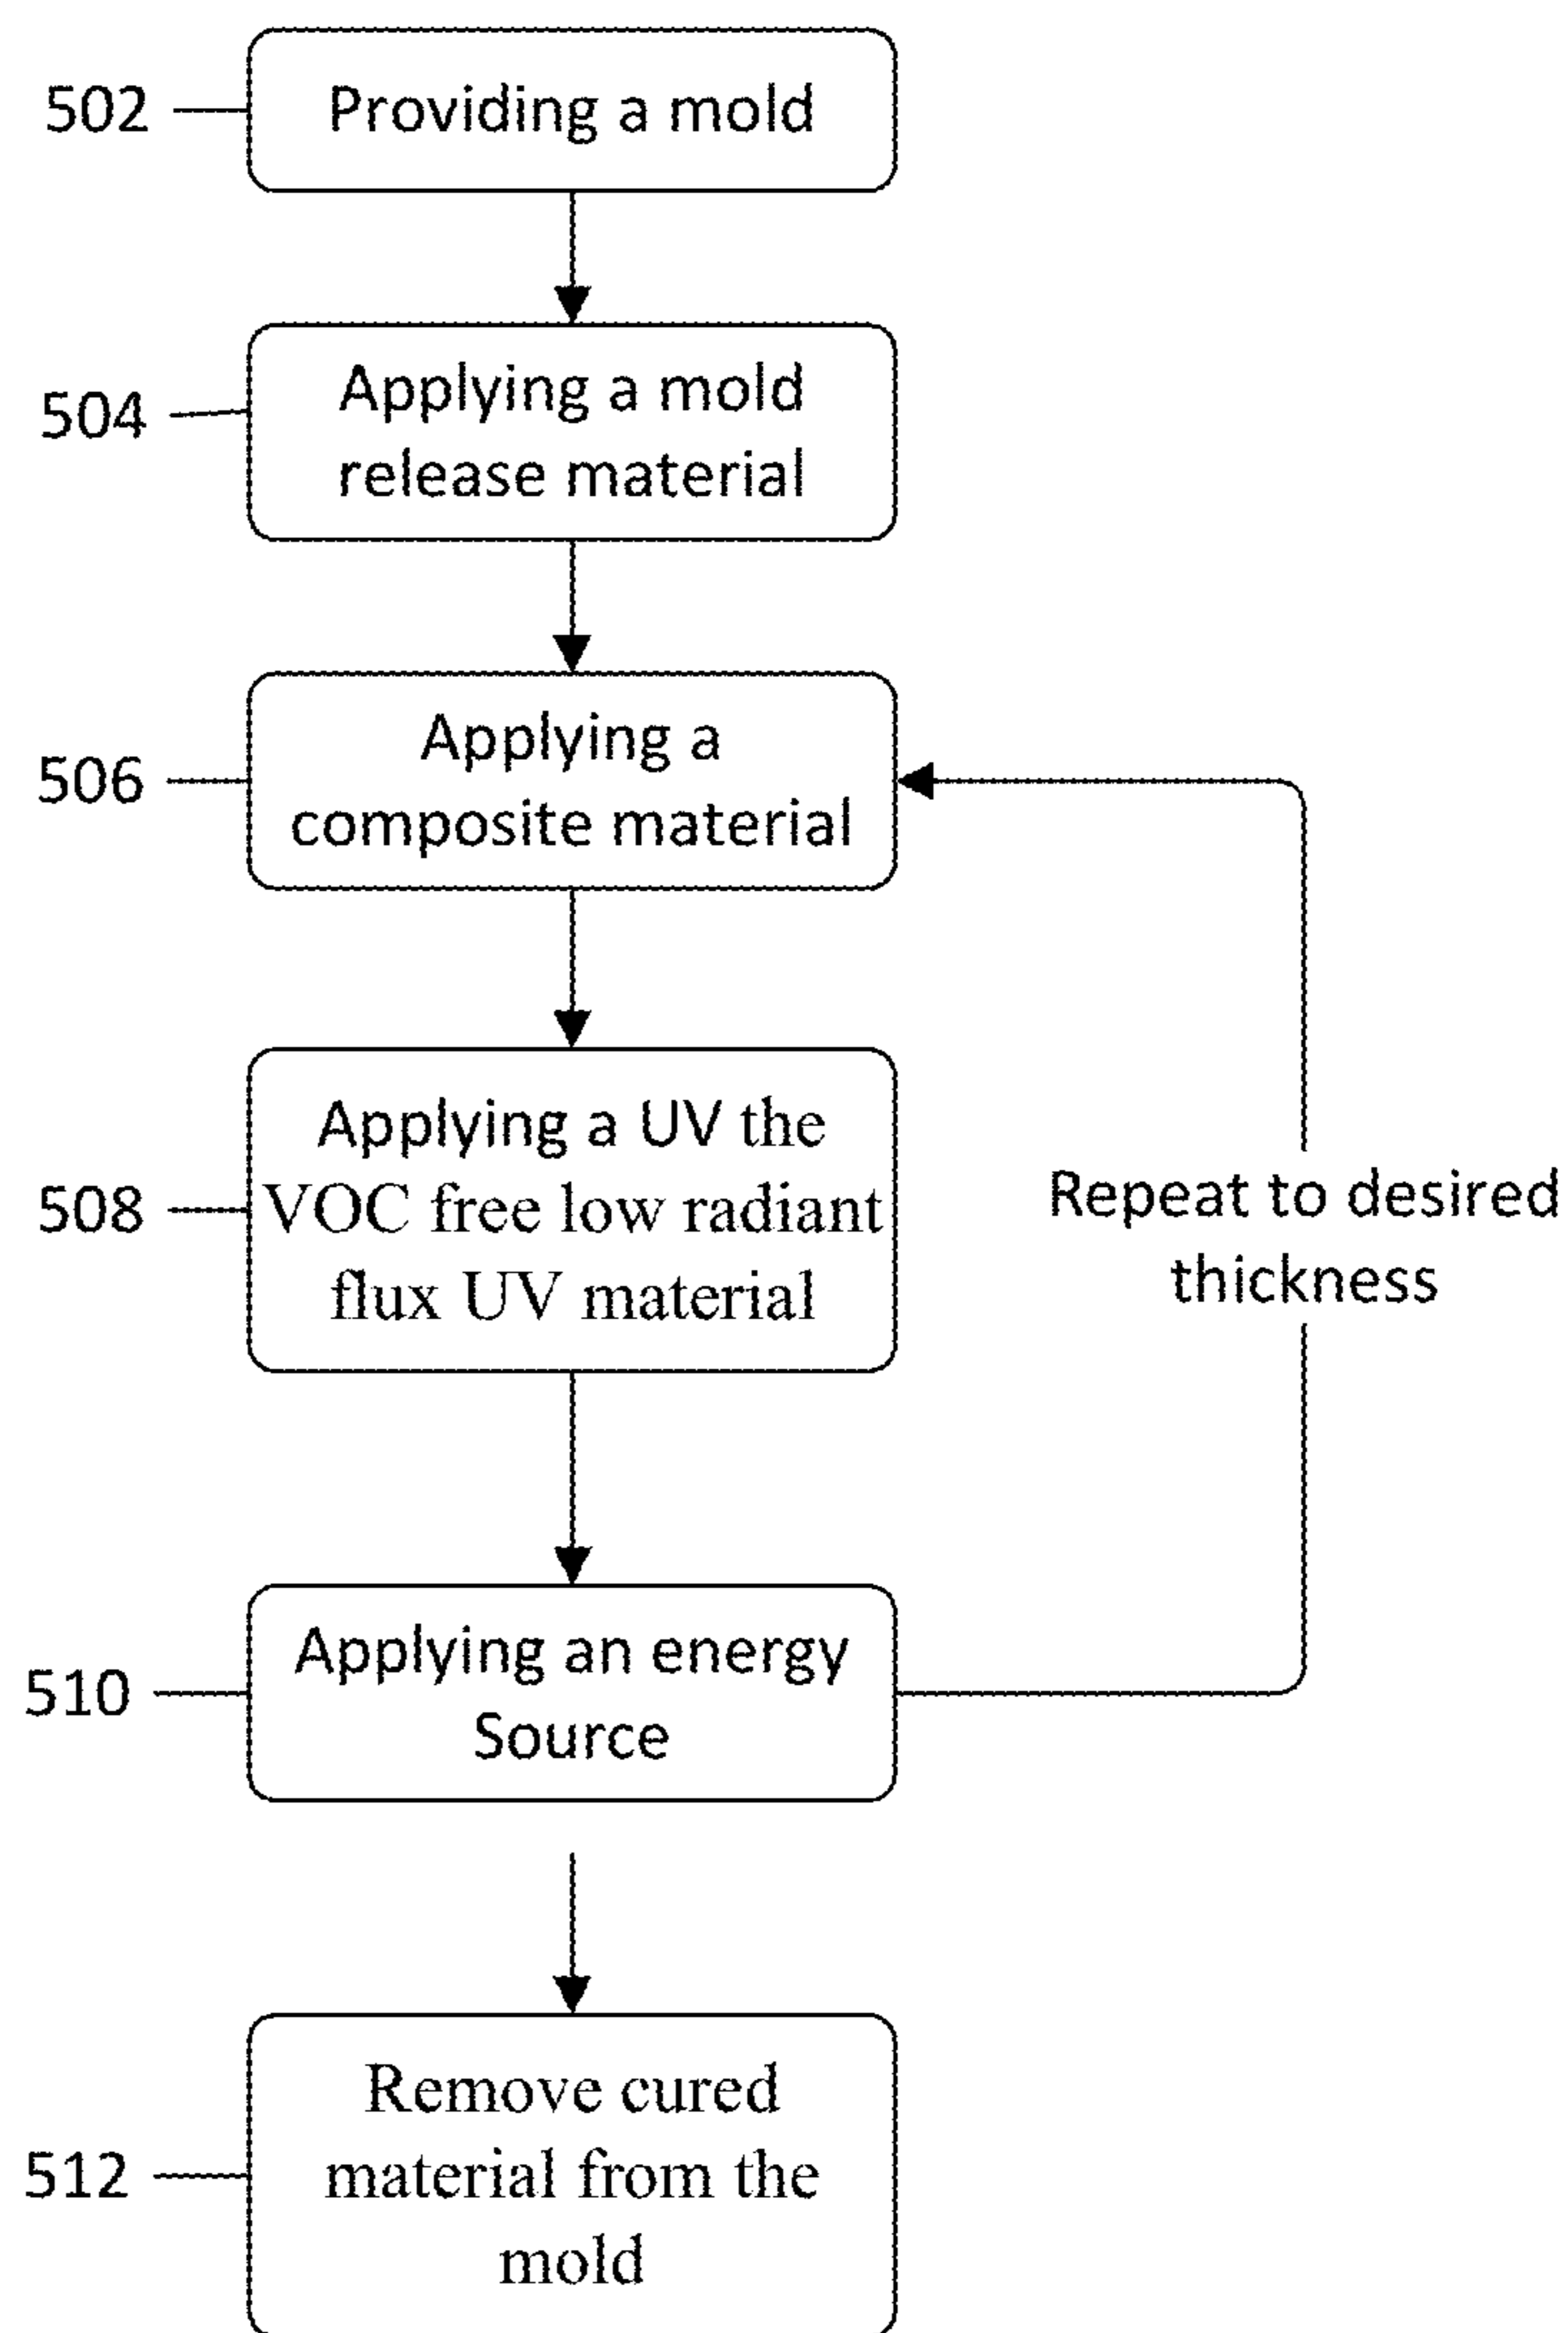 502
Providing a mold
504
Applying a mold
release material
506
Applying a
composite material
508
Applying a UV the
VOC free low radiant
flux UV material
Repeat to desired
thickness
510
Applying an energy
Source
512
Remove cured
material from the
mold